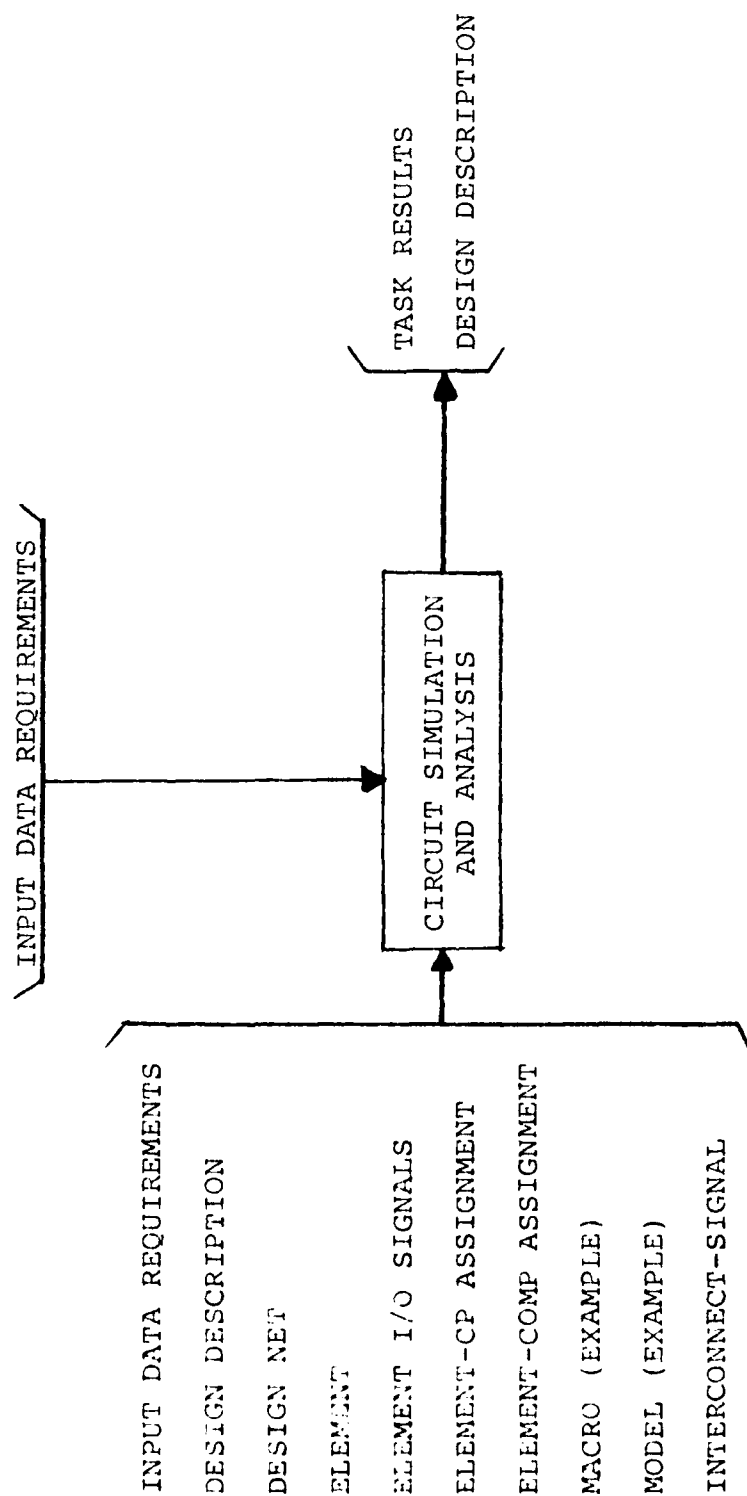 INPUT DATA REQUIREMENTS
INPUT DATA REQUIREMENTS
DESIGN DESCRIPTION
DESIGN NET
ELEMENT
ELEMENT I/O SIGNALS
ELEMENT-CP ASSIGNMENT
ELEMENT-COMP ASSIGNMENT
MACRO (EXAMPLE)
MODEL (EXAMPLE)
INTERCONNECT-SIGNAL
CIRCUIT SIMULATION
AND ANALYSIS
TASK RESULTS
DESIGN DESCRIPTION